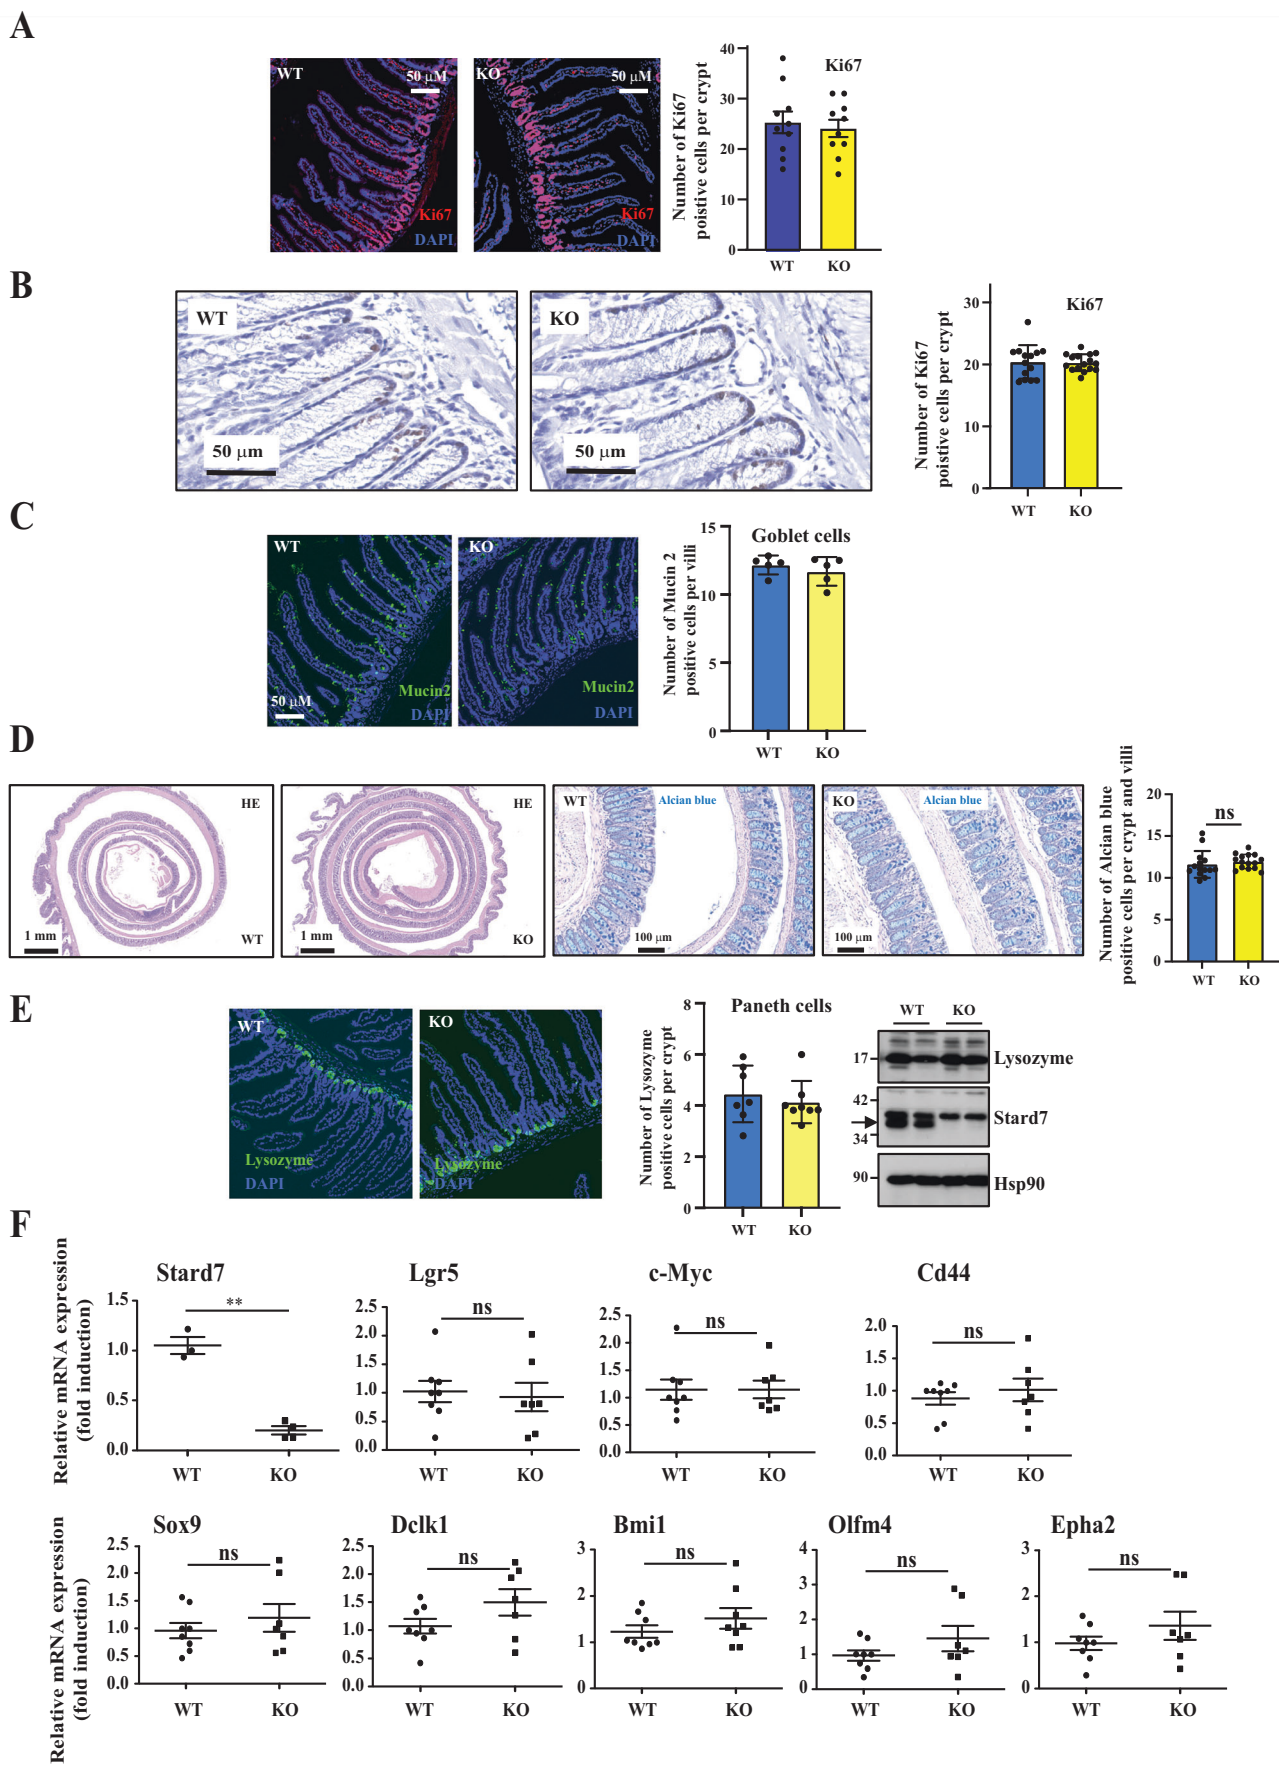 A
WT
50 μM
Ki67
DAPI
KO
50 μM
Ki67
DAPI
Number of Ki67
poistive cells per crypt
40
30
20
10
0
Ki67
WT
KO
B
WT
50 μm
KO
50 μm
Number of Ki67
poistive cells per crypt
30
20
10
0
Ki67
WT
KO
C
WT
50 μM
Mucin2
DAPI
KO
Mucin2
DAPI
Number of Mucin 2
positive cells per villi
15
10
5
0
Goblet cells
WT
KO
D
HE
1 mm
WT
HE
1 mm
KO
WT
Alcian blue
100 μm
KO
Alcian blue
100 μm
Number of Alcian blue
positive cells per crypt and villi
20
15
10
5
0
ns
WT
KO
E
WT
Lysozyme
DAPI
KO
Lysozyme
DAPI
Number of Lysozyme
positive cells per crypt
8
6
4
2
0
Paneth cells
WT
KO
WT KO
17
Lysozyme
42
34
Stard7
90
Hsp90
F
Relative mRNA expression
(fold induction)
Stard7
1.5
1.0
0.5
0.0
**
WT
KO
Lgr5
2.5
2.0
1.5
1.0
0.5
0.0
ns
WT
KO
c-Myc
2.5
2.0
1.5
1.0
0.5
0.0
ns
WT
KO
Cd44
2.0
1.5
1.0
0.5
0.0
ns
WT
KO
Relative mRNA expression
(fold induction)
Sox9
2.5
2.0
1.5
1.0
0.5
0.0
ns
WT
KO
Dclk1
2.5
2.0
1.5
1.0
0.5
0.0
ns
WT
KO
Bmi1
3
2
1
0
ns
WT
KO
Olfm4
4
3
2
1
0
ns
WT
KO
Epha2
3
2
1
0
ns
WT
KO